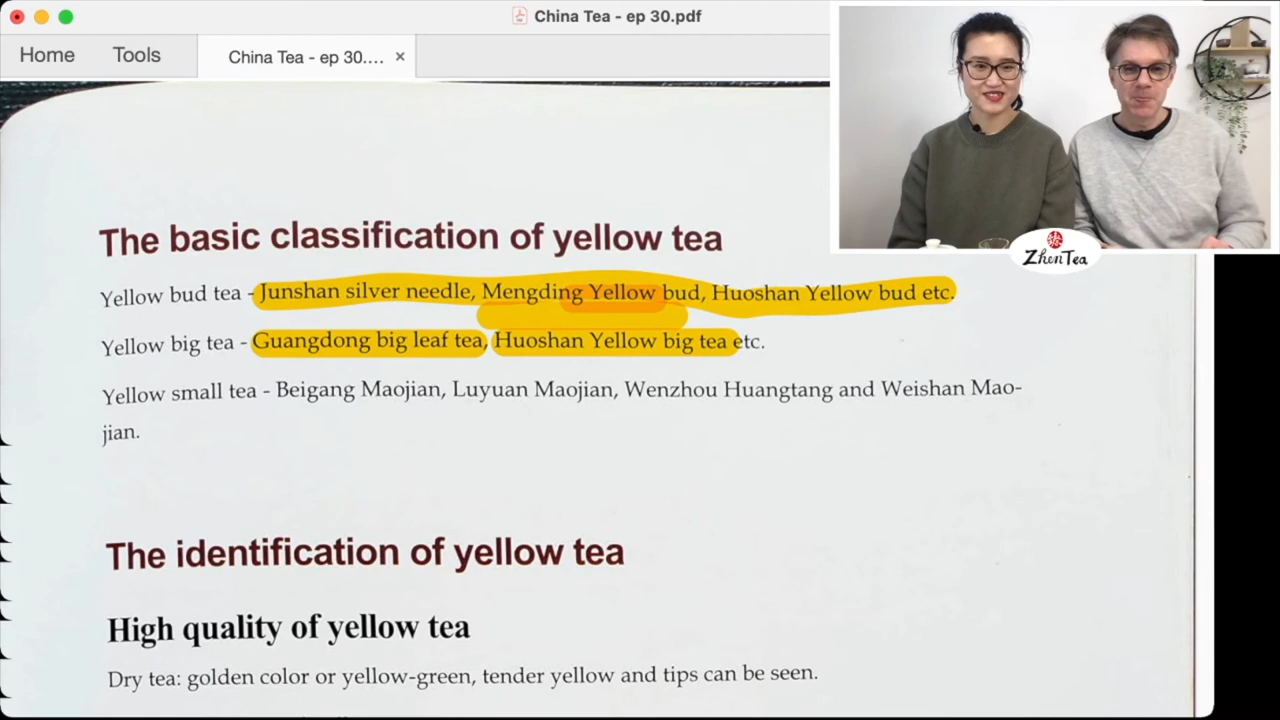 China Tea - ep 30.pdf
Home Tools China Tea - ep 30.... ×
ZhenTea
The basic classification of yellow tea
Yellow bud tea - Junshan silver needle, Mengding Yellow bud, Huoshan Yellow bud etc.
Yellow big tea - Guangdong big leaf tea, Huoshan Yellow big tea etc.
Yellow small tea - Beigang Maojian, Luyuan Maojian, Wenzhou Huangtang and Weishan Mao-
jian.
The identification of yellow tea
High quality of yellow tea
Dry tea: golden color or yellow-green, tender yellow and tips can be seen.